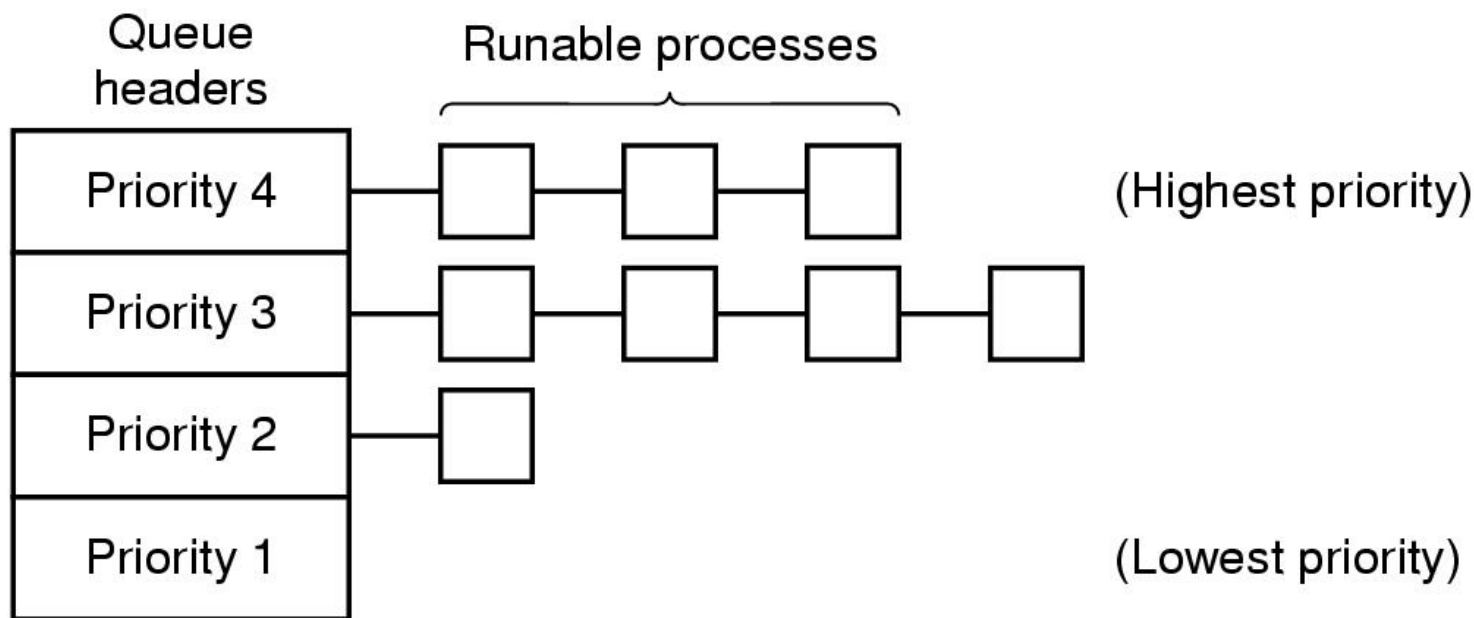 Queue
headers
Runable processes
Priority 4
(Highest priority)
Priority 3
Priority 2
Priority 1
(Lowest priority)